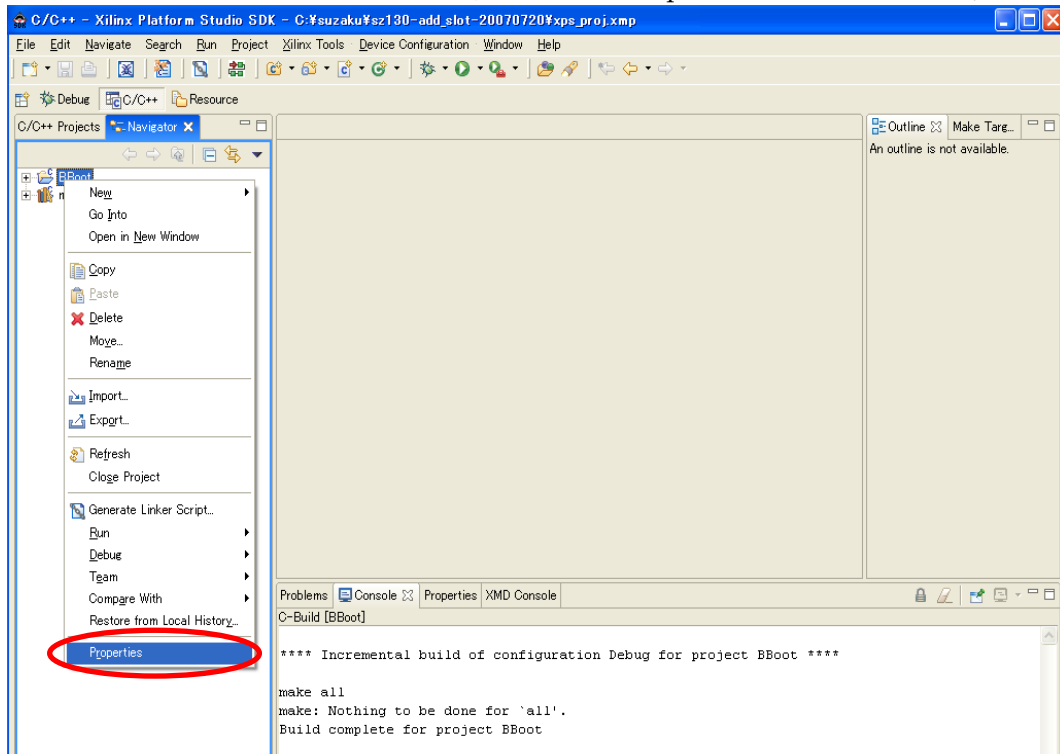 C/C++ - Xilinx Platform Studio SDK - C:¥suzaku¥sz130-add_slot-20070720¥xps_proj.xmp
File Edit Navigate Search Run Project Xilinx Tools Device Configuration Window Help
Debug C/C++ Resource
C/C++ Projects Navigator
Outline Make Targ...
An outline is not available.
BBoot
New
Go Into
Open in New Window
Copy
Paste
Delete
Move...
Rename
Import...
Export...
Refresh
Close Project
Generate Linker Script...
Run
Debug
Team
Compare With
Restore from Local History...
Properties
Problems Console Properties XMD Console
C-Build [BBoot]
**** Incremental build of configuration Debug for project BBoot ****
make all
make: Nothing to be done for `all'.
Build complete for project BBoot